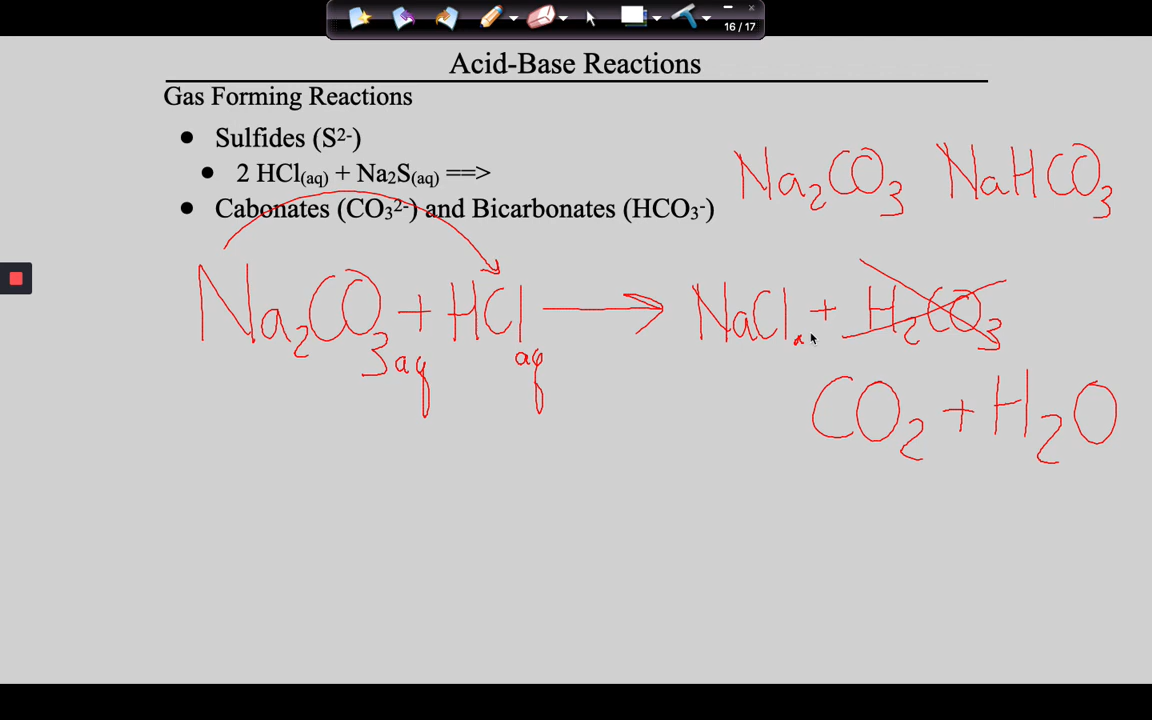 16 / 17
Acid-Base Reactions
Gas Forming Reactions
● Sulfides (S²⁻)
● 2 HCl(aq) + Na₂S(aq) ==>
● Cabonates (CO₃²⁻) and Bicarbonates (HCO₃⁻)
Na₂CO₃ NaHCO₃
Na₂CO₃ aq + HCl aq → NaCl a + H₂CO₃
CO₂ + H₂O